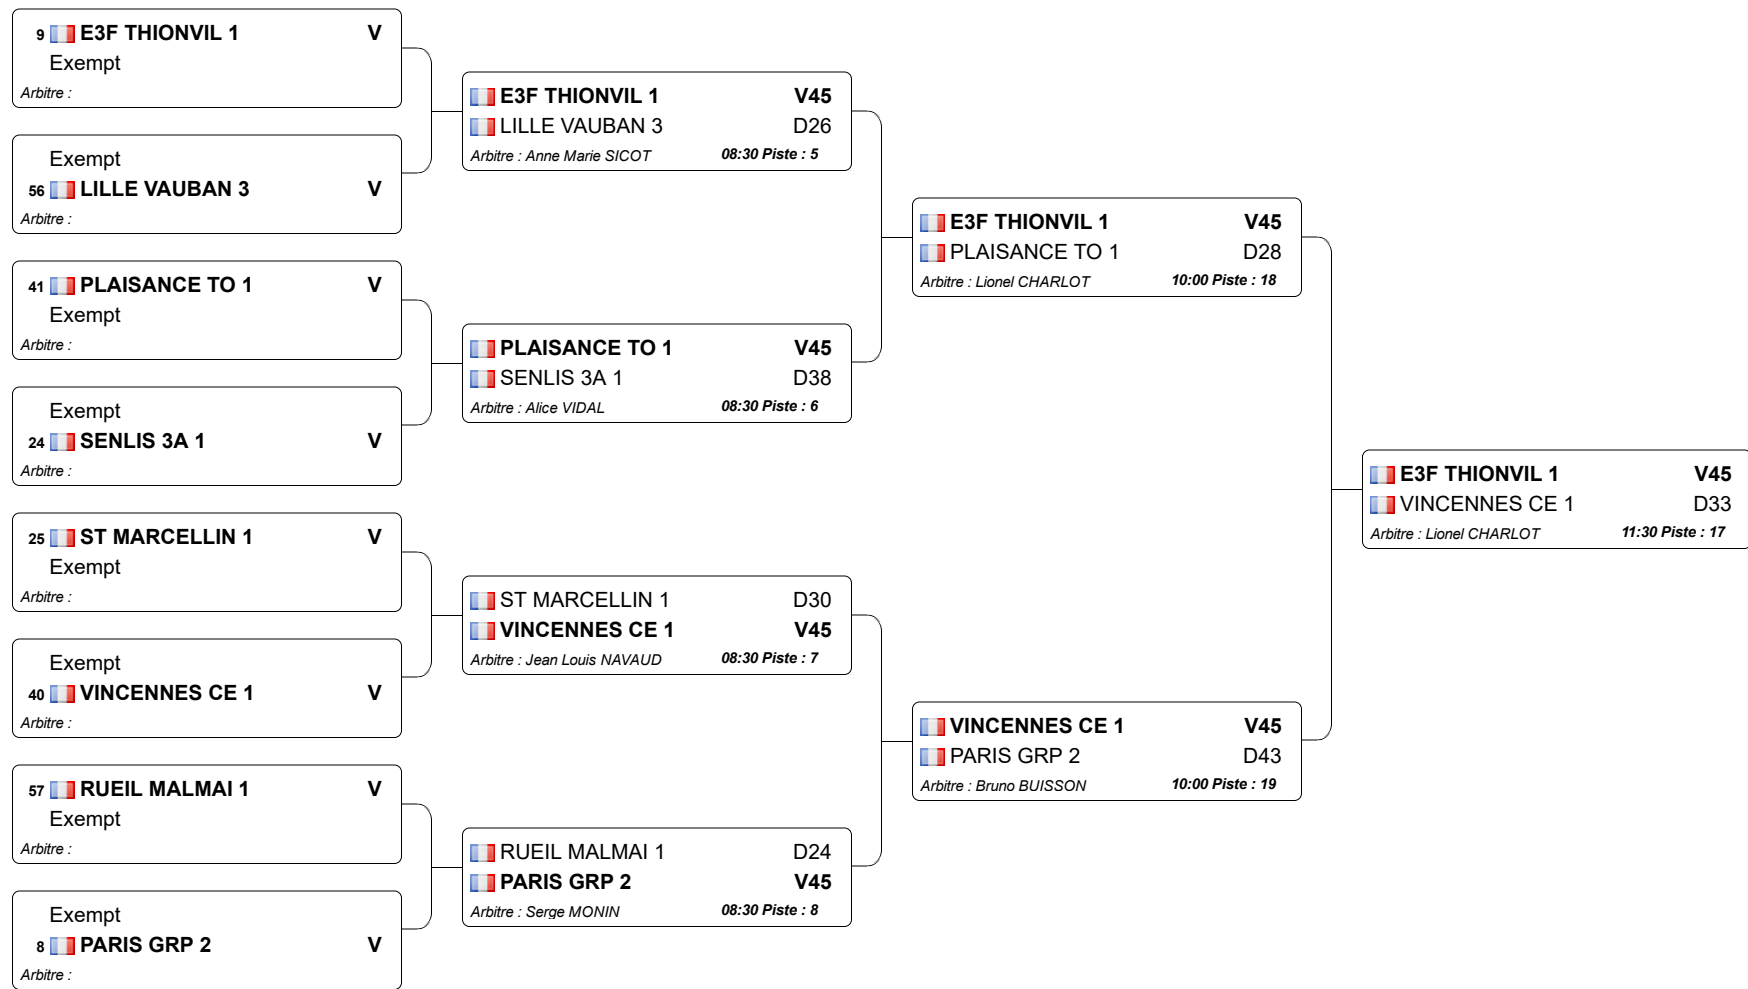 9 E3F THIONVIL 1 V
Exempt
Arbitre :
Exempt
56 LILLE VAUBAN 3 V
Arbitre :
41 PLAISANCE TO 1 V
Exempt
Arbitre :
Exempt
24 SENLIS 3A 1 V
Arbitre :
25 ST MARCELLIN 1 V
Exempt
Arbitre :
Exempt
40 VINCENNES CE 1 V
Arbitre :
57 RUEIL MALMAI 1 V
Exempt
Arbitre :
Exempt
8 PARIS GRP 2 V
Arbitre :
E3F THIONVIL 1 V45
LILLE VAUBAN 3 D26
Arbitre : Anne Marie SICOT 08:30 Piste : 5
PLAISANCE TO 1 V45
SENLIS 3A 1 D38
Arbitre : Alice VIDAL 08:30 Piste : 6
ST MARCELLIN 1 D30
VINCENNES CE 1 V45
Arbitre : Jean Louis NAVAUD 08:30 Piste : 7
RUEIL MALMAI 1 D24
PARIS GRP 2 V45
Arbitre : Serge MONIN 08:30 Piste : 8
E3F THIONVIL 1 V45
PLAISANCE TO 1 D28
Arbitre : Lionel CHARLOT 10:00 Piste : 18
VINCENNES CE 1 V45
PARIS GRP 2 D43
Arbitre : Bruno BUISSON 10:00 Piste : 19
E3F THIONVIL 1 V45
VINCENNES CE 1 D33
Arbitre : Lionel CHARLOT 11:30 Piste : 17